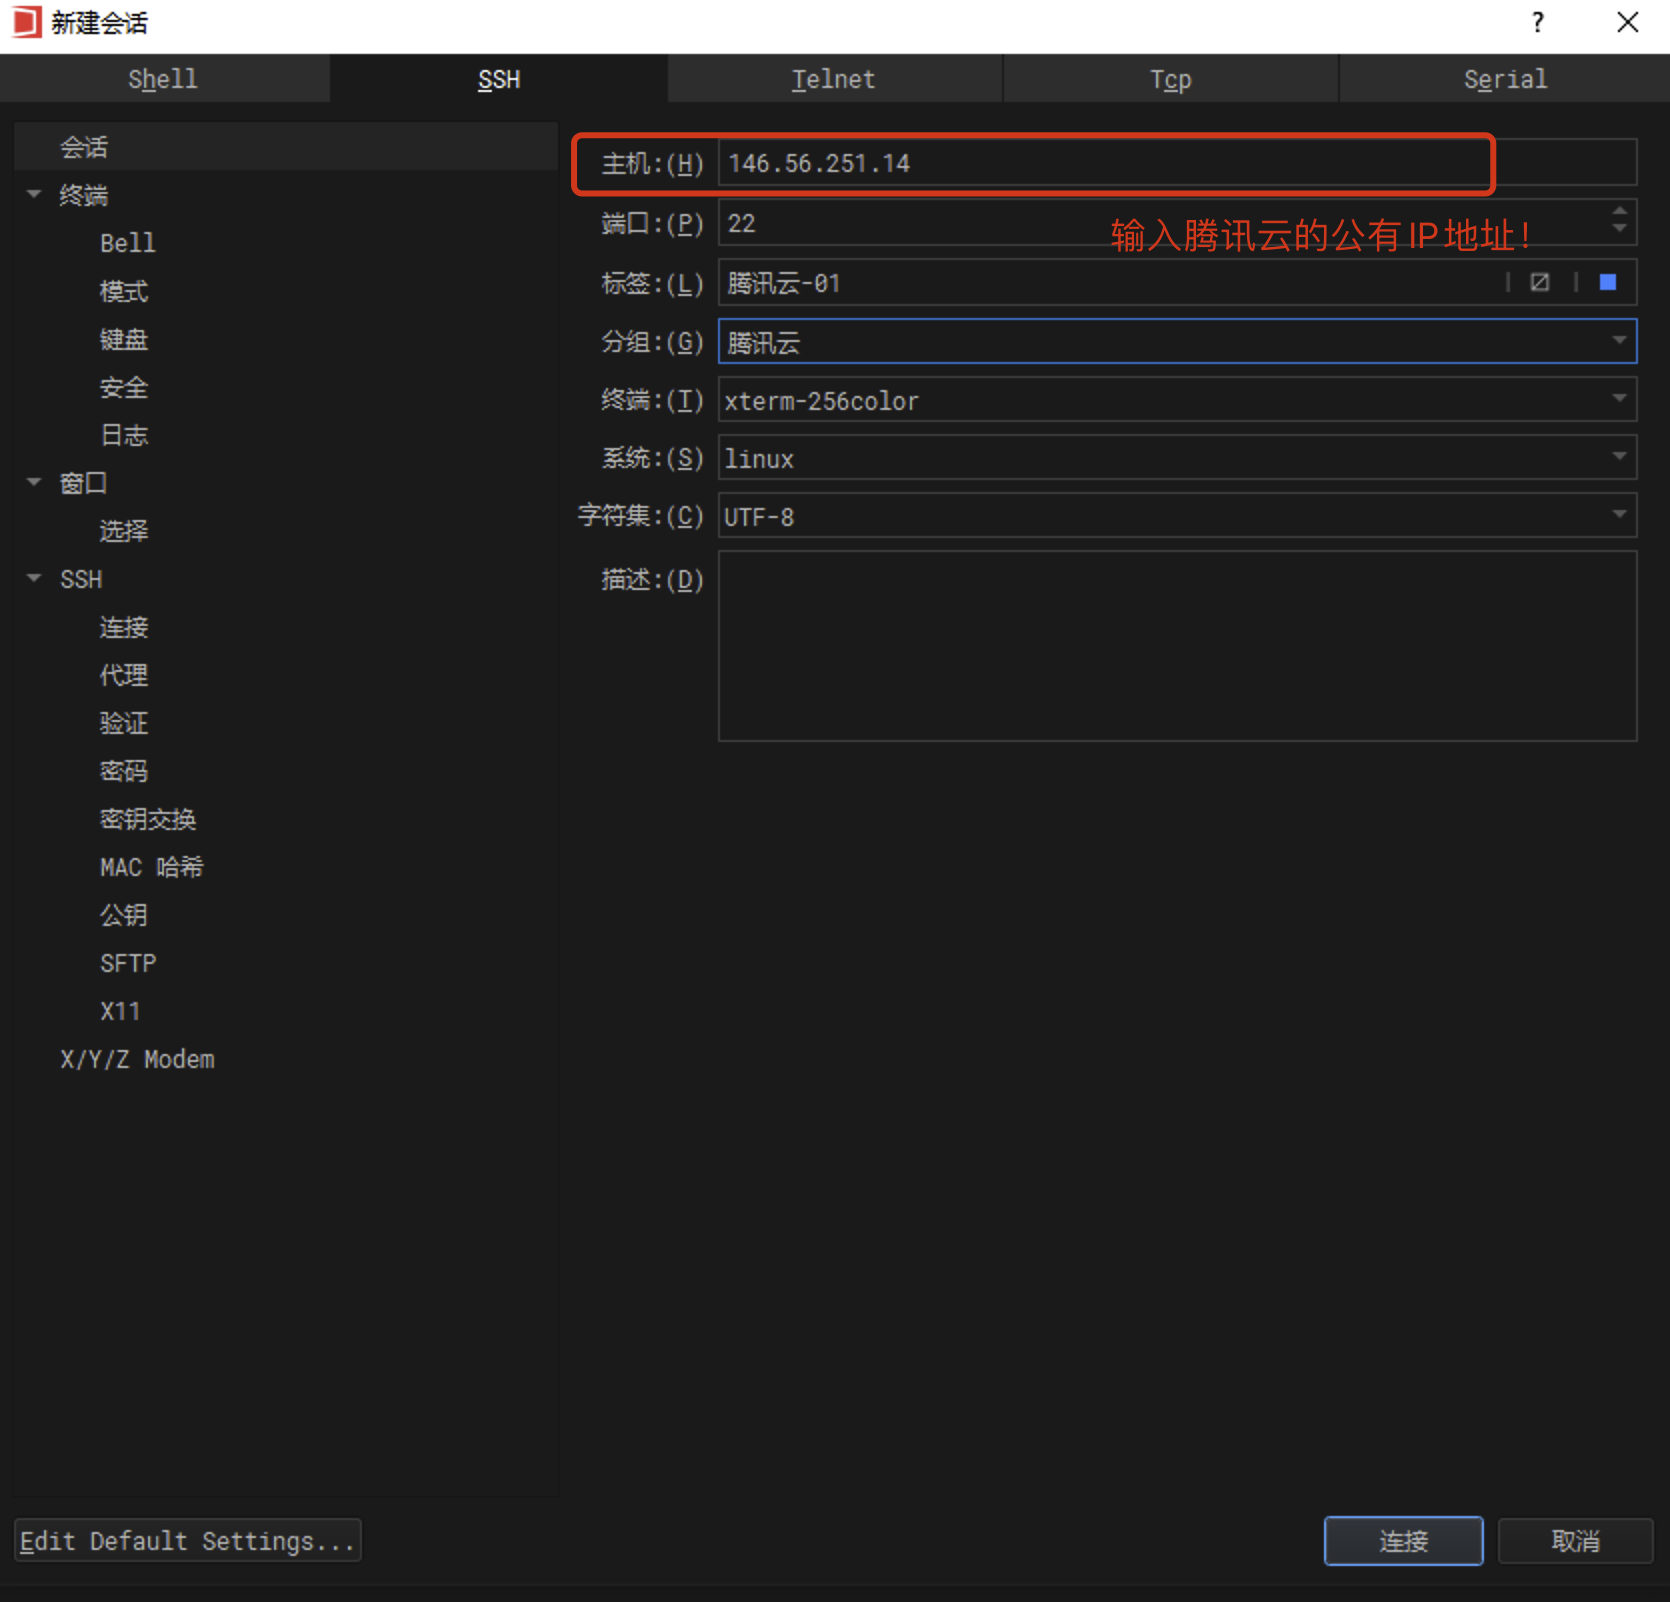 新建会话
?
Shell
SSH
Telnet
Tcp
Serial
会话
终端
Bell
模式
键盘
安全
日志
窗口
选择
SSH
连接
代理
验证
密码
密钥交换
MAC 哈希
公钥
SFTP
X11
X/Y/Z Modem
主机:(H) 146.56.251.14
端口:(P) 22
输入腾讯云的公有IP地址!
标签:(L) 腾讯云-01
分组:(G) 腾讯云
终端:(T) xterm-256color
系统:(S) linux
字符集:(C) UTF-8
描述:(D)
Edit Default Settings...
连接
取消